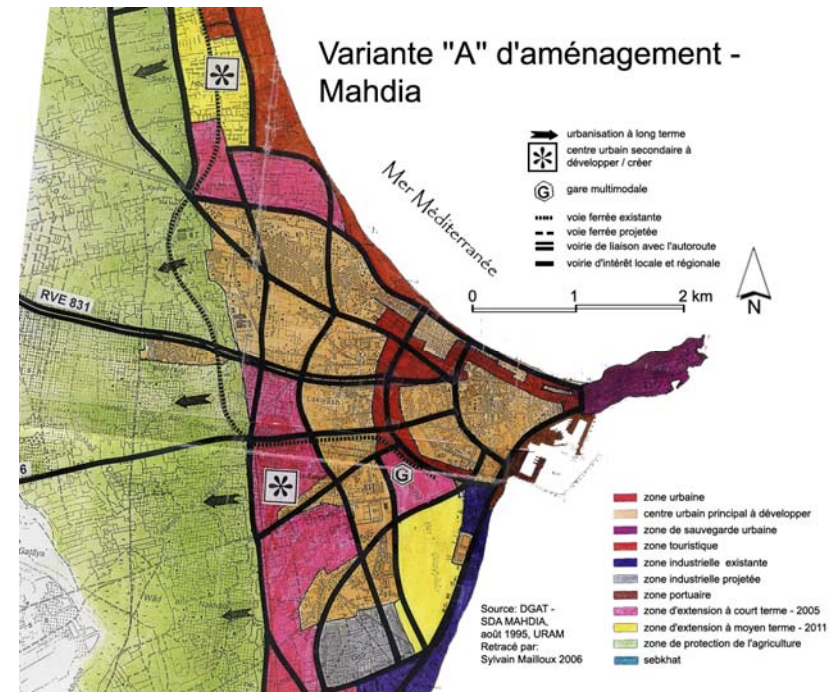 Variante "A" d'aménagement -
Mahdia
urbanisation à long terme
centre urbain secondaire à
développer / créer
G
gare multimodale
voie ferrée existante
voie ferrée projetée
voirie de liaison avec l'autoroute
voirie d'intérêt locale et régionale
Mer Méditerranée
0 1 2 km
N
RVE 831
6
G
zone urbaine
centre urbain principal à développer
zone de sauvegarde urbaine
zone touristique
zone industrielle existante
zone industrielle projetée
zone portuaire
zone d'extension à court terme - 2005
zone d'extension à moyen terme - 2011
zone de protection de l'agriculture
sebkhat
Source: DGAT -
SDA MAHDIA,
août 1995, URAM
Retracé par:
Sylvain Mailloux 2006